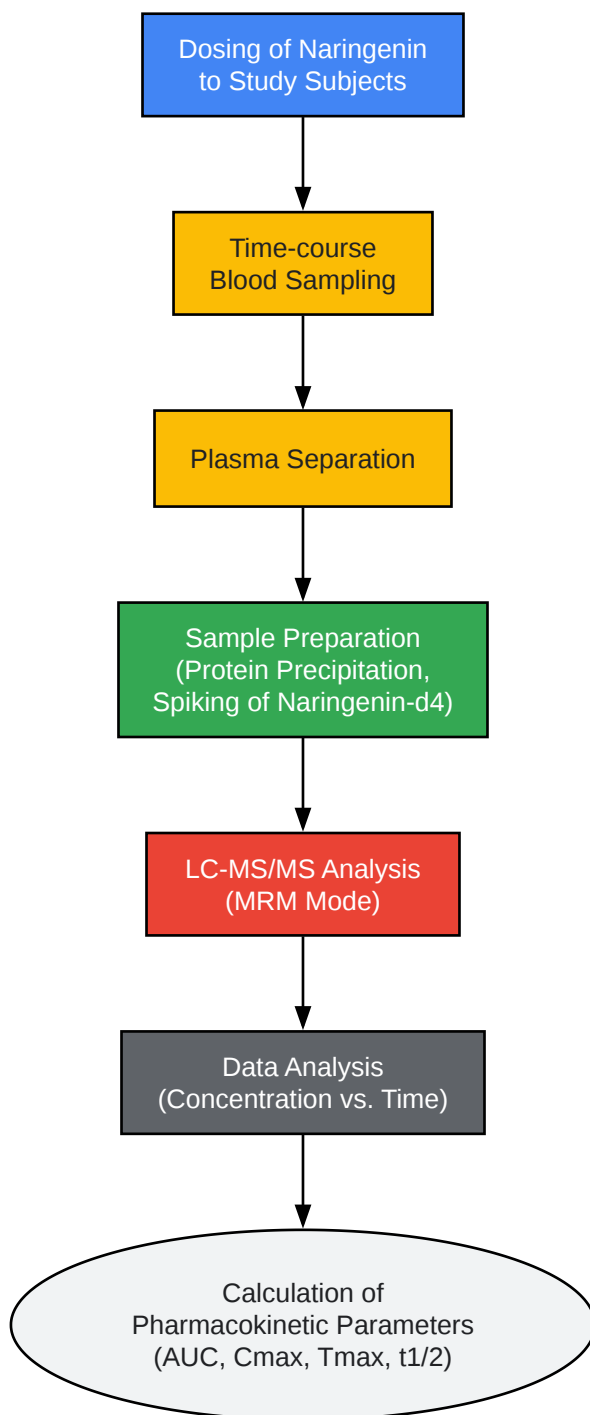 Dosing of Naringenin
to Study Subjects
Time-course
Blood Sampling
Plasma Separation
Sample Preparation
(Protein Precipitation,
Spiking of Naringenin-d4)
LC-MS/MS Analysis
(MRM Mode)
Data Analysis
(Concentration vs. Time)
Calculation of
Pharmacokinetic Parameters
(AUC, Cmax, Tmax, t1/2)